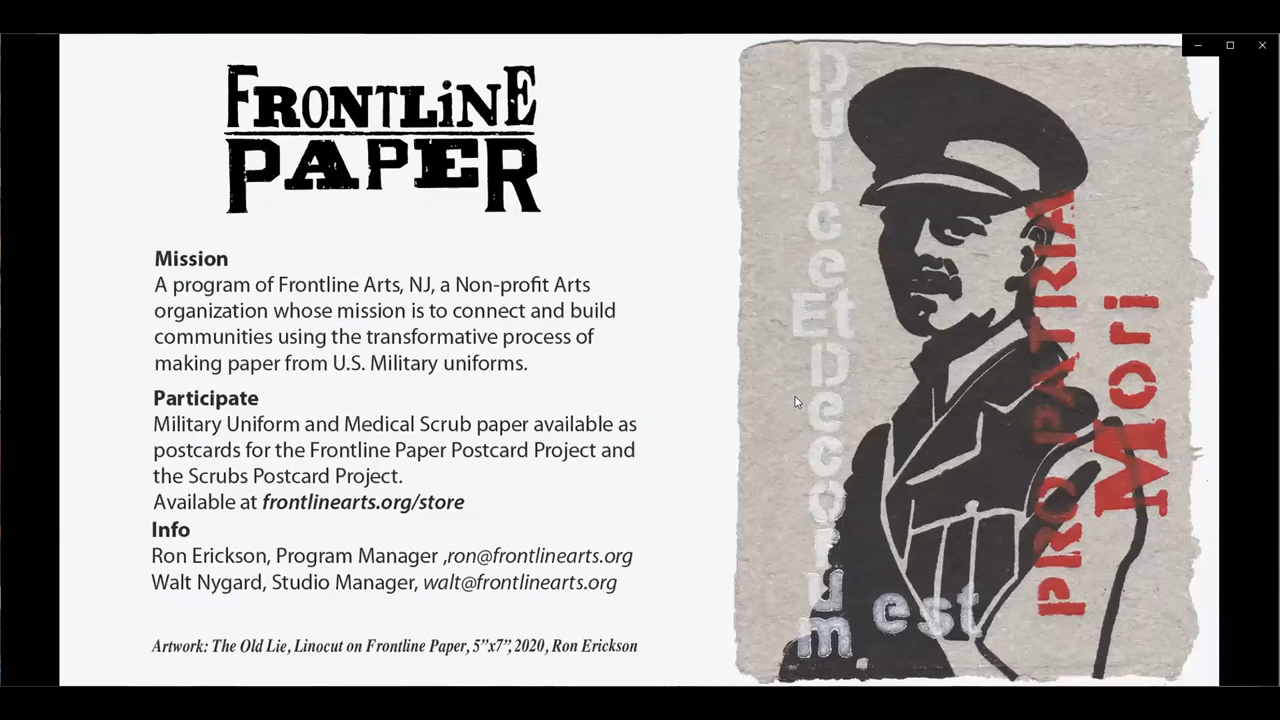 FRONTLiNE
PAPER
Mission
A program of Frontline Arts, NJ, a Non-profit Arts
organization whose mission is to connect and build
communities using the transformative process of
making paper from U.S. Military uniforms.
Participate
Military Uniform and Medical Scrub paper available as
postcards for the Frontline Paper Postcard Project and
the Scrubs Postcard Project.
Available at frontlinearts.org/store
Info
Ron Erickson, Program Manager ,ron@frontlinearts.org
Walt Nygard, Studio Manager, walt@frontlinearts.org
Artwork: The Old Lie, Linocut on Frontline Paper, 5”x7”, 2020, Ron Erickson
Dulce et
Decorum
est
PRO PATRIA
Mori